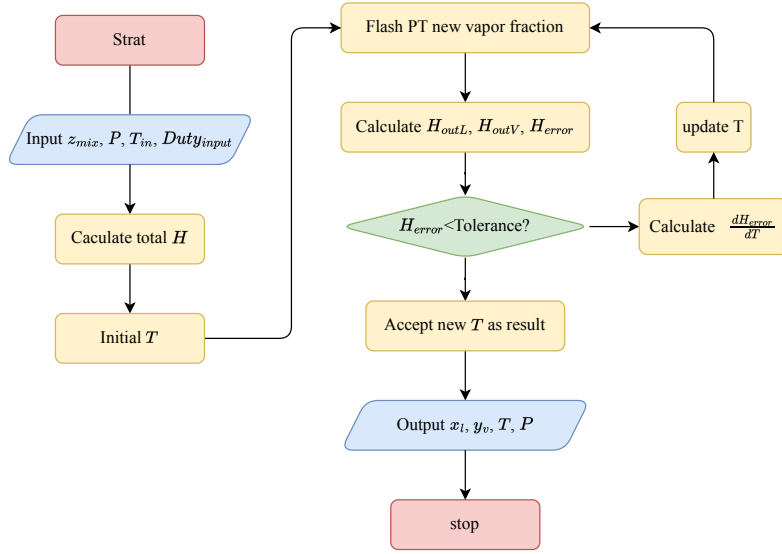 Strat
Input $z_{mix}$, $P$, $T_{in}$, $Duty_{input}$
Caculate total $H$
Initial $T$
Flash PT new vapor fraction
Calculate $H_{outL}$, $H_{outV}$, $H_{error}$
$H_{error}$<Tolerance?
Calculate $\frac{dH_{error}}{dT}$
update T
Accept new $T$ as result
Output $x_l$, $y_v$, $T$, $P$
stop